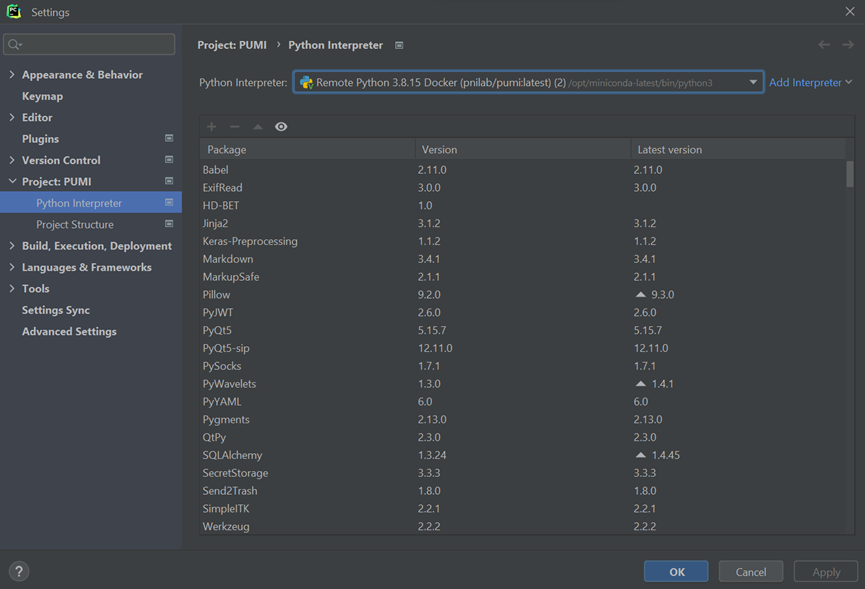 Settings
Project: PUMI › Python Interpreter
Python Interpreter: Remote Python 3.8.15 Docker (pnilab/pumi:latest) (2) /opt/miniconda-latest/bin/python3 Add Interpreter
Appearance & Behavior
Keymap
Editor
Plugins
Version Control
Project: PUMI
Python Interpreter
Project Structure
Build, Execution, Deployment
Languages & Frameworks
Tools
Settings Sync
Advanced Settings
Package Version Latest version
Babel 2.11.0 2.11.0
ExifRead 3.0.0 3.0.0
HD-BET 1.0
Jinja2 3.1.2 3.1.2
Keras-Preprocessing 1.1.2 1.1.2
Markdown 3.4.1 3.4.1
MarkupSafe 2.1.1 2.1.1
Pillow 9.2.0 9.3.0
PyJWT 2.6.0 2.6.0
PyQt5 5.15.7 5.15.7
PyQt5-sip 12.11.0 12.11.0
PySocks 1.7.1 1.7.1
PyWavelets 1.3.0 1.4.1
PyYAML 6.0 6.0
Pygments 2.13.0 2.13.0
QtPy 2.3.0 2.3.0
SQLAlchemy 1.3.24 1.4.45
SecretStorage 3.3.3 3.3.3
Send2Trash 1.8.0 1.8.0
SimpleITK 2.2.1 2.2.1
Werkzeug 2.2.2 2.2.2
? OK Cancel Apply